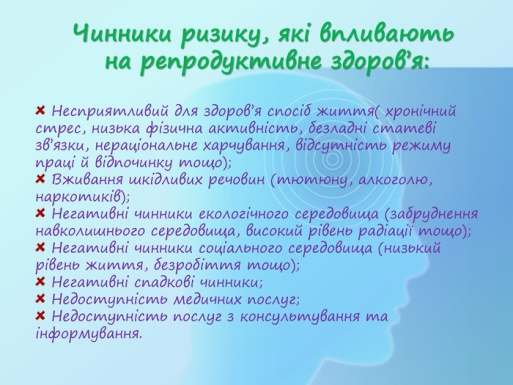 Чинники ризику, які впливають
на репродуктивне здоров'я:
✘ Несприятливий для здоров'я спосіб життя( хронічний
стрес, низька фізична активність, безладні статеві
зв'язки, нераціональне харчування, відсутність режиму
праці й відпочинку тощо);
✘ Вживання шкідливих речовин (тютюну, алкоголю,
наркотиків);
✘ Негативні чинники екологічного середовища (забруднення
навколишнього середовища, високий рівень радіації тощо);
✘ Негативні чинники соціального середовища (низький
рівень життя, безробіття тощо);
✘ Негативні спадкові чинники;
✘ Недоступність медичних послуг;
✘ Недоступність послуг з консультування та
інформування.